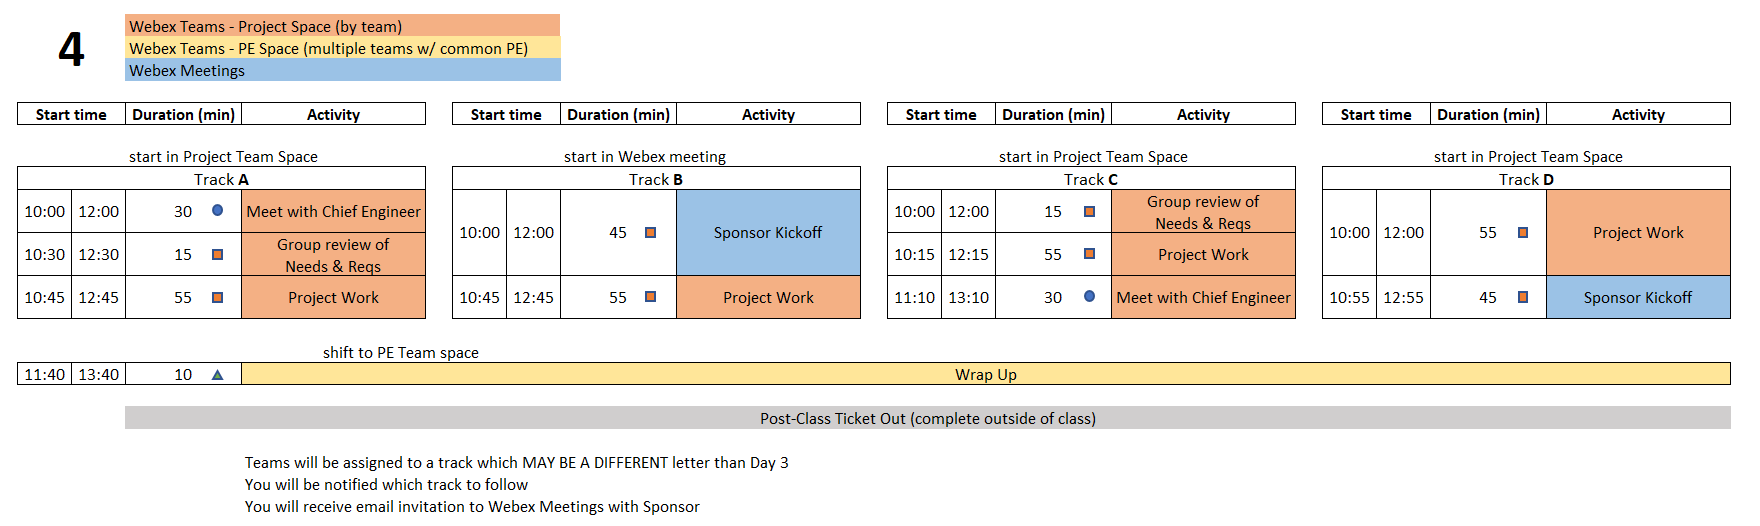 4
Webex Teams - Project Space (by team)
Webex Teams - PE Space (multiple teams w/ common PE)
Webex Meetings
Start time Duration (min) Activity Start time Duration (min) Activity Start time Duration (min) Activity Start time Duration (min) Activity
start in Project Team Space start in Webex meeting start in Project Team Space start in Project Team Space
Track A Track B Track C Track D
10:00 12:00 30 Meet with Chief Engineer
10:30 12:30 15 Group review of
Needs & Reqs
10:45 12:45 55 Project Work
10:00 12:00 45 Sponsor Kickoff
10:45 12:45 55 Project Work
10:00 12:00 15 Group review of
Needs & Reqs
10:15 12:15 55 Project Work
11:10 13:10 30 Meet with Chief Engineer
10:00 12:00 55 Project Work
10:55 12:55 45 Sponsor Kickoff
shift to PE Team space
11:40 13:40 10 Wrap Up
Post-Class Ticket Out (complete outside of class)
Teams will be assigned to a track which MAY BE A DIFFERENT letter than Day 3
You will be notified which track to follow
You will receive email invitation to Webex Meetings with Sponsor